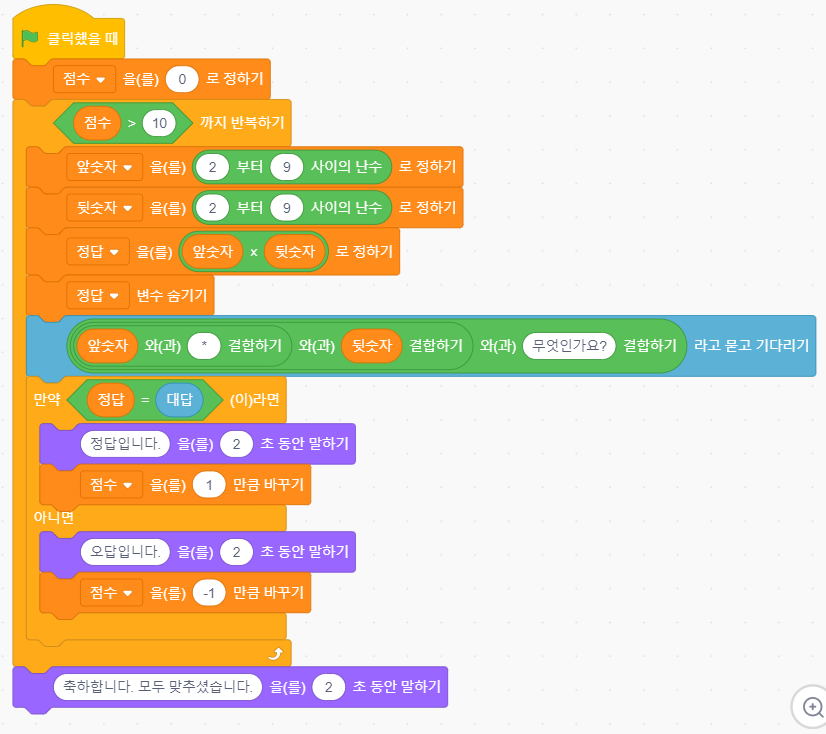 클릭했을 때
점수 을(를) 0 로 정하기
점수 > 10 까지 반복하기
앞숫자 을(를) 2 부터 9 사이의 난수 로 정하기
뒷숫자 을(를) 2 부터 9 사이의 난수 로 정하기
정답 을(를) 앞숫자 x 뒷숫자 로 정하기
정답 변수 숨기기
앞숫자 와(과) * 결합하기 와(과) 뒷숫자 결합하기 와(과) 무엇인가요? 결합하기 라고 묻고 기다리기
만약 정답 = 대답 (이)라면
정답입니다. 을(를) 2 초 동안 말하기
점수 을(를) 1 만큼 바꾸기
아니면
오답입니다. 을(를) 2 초 동안 말하기
점수 을(를) -1 만큼 바꾸기
축하합니다. 모두 맞추셨습니다. 을(를) 2 초 동안 말하기